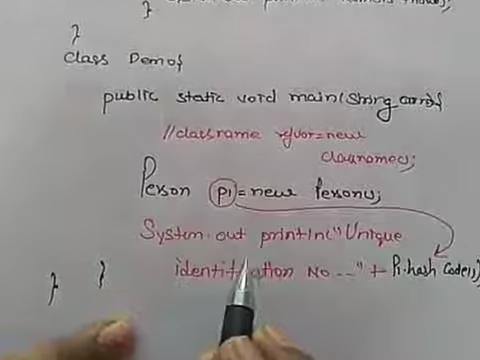 }
}
class Demo{
public static void main(String args){
//classname refvar=new
classname();
Person p1=new Person();
System.out println("Unique
identification No..."+ P1.hashCode());
} }